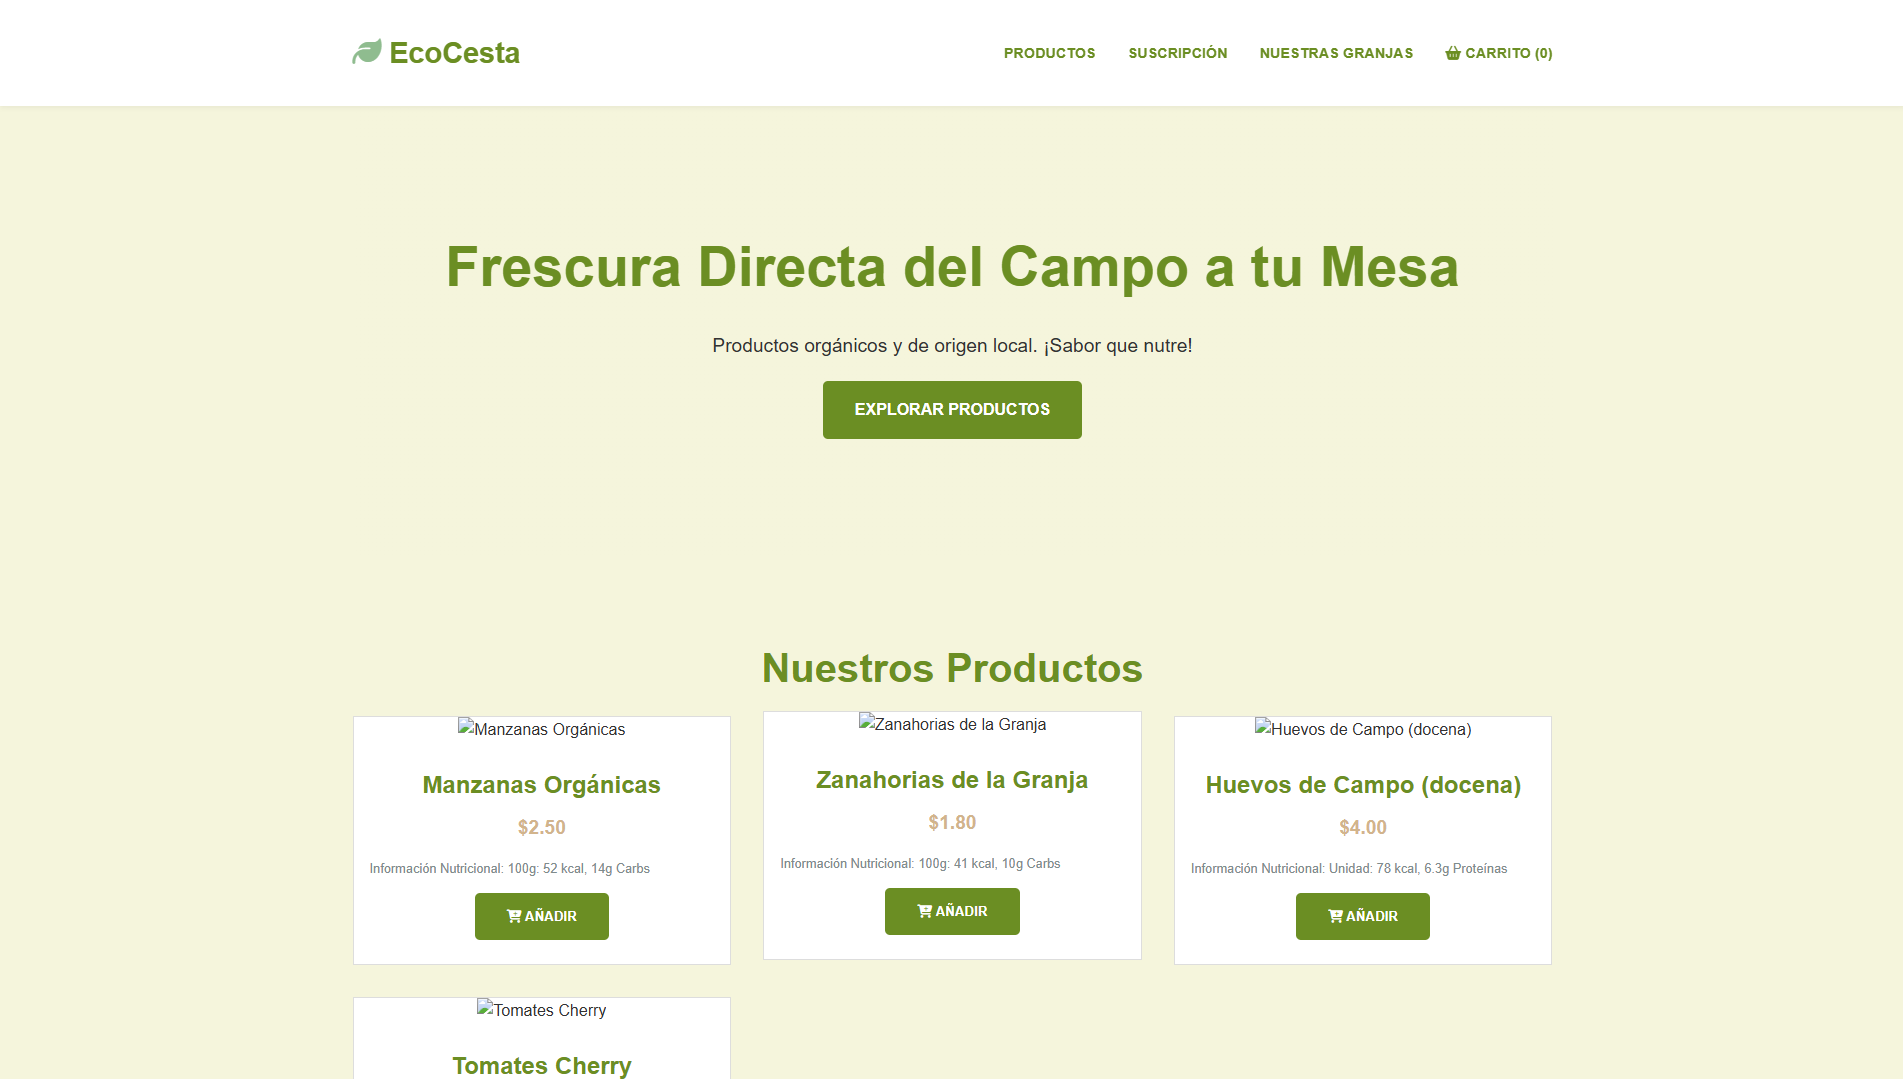 EcoCesta
PRODUCTOS
SUSCRIPCIÓN
NUESTRAS GRANJAS
CARRITO (0)
Frescura Directa del Campo a tu Mesa
Productos orgánicos y de origen local. ¡Sabor que nutre!
EXPLORAR PRODUCTOS
Nuestros Productos
Manzanas Orgánicas
Manzanas Orgánicas
$2.50
Información Nutricional: 100g: 52 kcal, 14g Carbs
AÑADIR
Zanahorias de la Granja
Zanahorias de la Granja
$1.80
Información Nutricional: 100g: 41 kcal, 10g Carbs
AÑADIR
Huevos de Campo (docena)
Huevos de Campo (docena)
$4.00
Información Nutricional: Unidad: 78 kcal, 6.3g Proteínas
AÑADIR
Tomates Cherry
Tomates Cherry